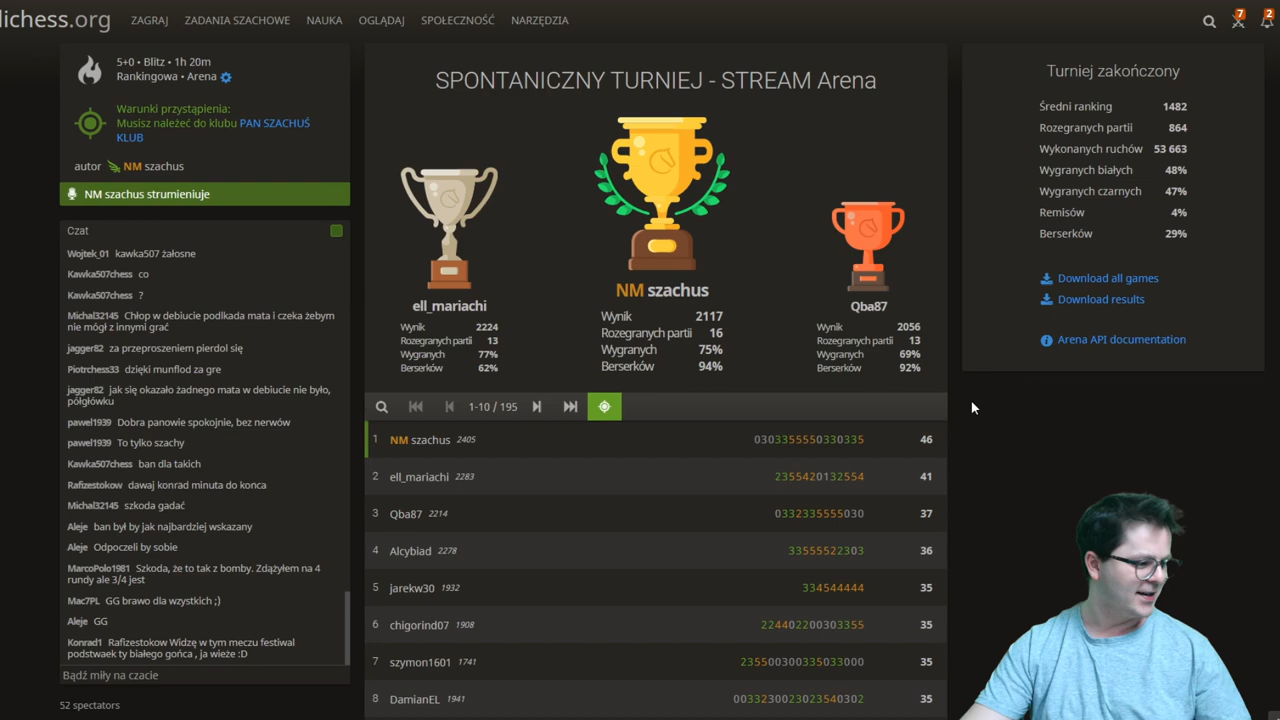 lichess.org
ZAGRAJ
ZADANIA SZACHOWE
NAUKA
OGLĄDAJ
SPOŁECZNOŚĆ
NARZĘDZIA
7
2
5+0 • Blitz • 1h 20m
Rankingowa • Arena
Warunki przystąpienia:
Musisz należeć do klubu PAN SZACHUŚ
KLUB
autor NM szachus
NM szachus strumieniuje
Czat
Wojtek_01 kawka507 żałosne
Kawka507chess co
Kawka507chess ?
Michal32145 Chłop w debiucie podlkada mata i czeka żebym
nie mógł z innymi grać
jagger82 za przeproszeniem pierdol się
Piotrchess33 dzięki munflod za gre
jagger82 jak się okazało żadnego mata w debiucie nie było,
półgłówku
pawel1939 Dobra panowie spokojnie, bez nerwów
pawel1939 To tylko szachy
Kawka507chess ban dla takich
Rafizestokow dawaj konrad minuta do konca
Michal32145 szkoda gadać
Aleje ban był by jak najbardziej wskazany
Aleje Odpoczeli by sobie
MarcoPolo1981 Szkoda, że to tak z bomby. Zdążyłem na 4
rundy ale 3/4 jest
Mac7PL GG brawo dla wzystkich ;)
Aleje GG
Konrad1 Rafizestokow Widzę w tym meczu festiwal
podstwaek ty białego gońca , ja wieże :D
Bądź miły na czacie
52 spectators
SPONTANICZNY TURNIEJ - STREAM Arena
ell_mariachi
Wynik 2224
Rozegranych partii 13
Wygranych 77%
Berserków 62%
NM szachus
Wynik 2117
Rozegranych partii 16
Wygranych 75%
Berserków 94%
Qba87
Wynik 2056
Rozegranych partii 13
Wygranych 69%
Berserków 92%
1-10 / 195
1 NM szachus 2405 0303355550330335 46
2 ell_mariachi 2283 2355420132554 41
3 Qba87 2214 0332335555030 37
4 Alcybiad 2278 33555522303 36
5 jarekw30 1932 334544444 35
6 chigorind07 1908 224402200303355 35
7 szymon1601 1741 235500300335033000 35
8 DamianEL 1941 0033230023023540302 35
Turniej zakończony
Średni ranking 1482
Rozegranych partii 864
Wykonanych ruchów 53 663
Wygranych białych 48%
Wygranych czarnych 47%
Remisów 4%
Berserków 29%
Download all games
Download results
Arena API documentation